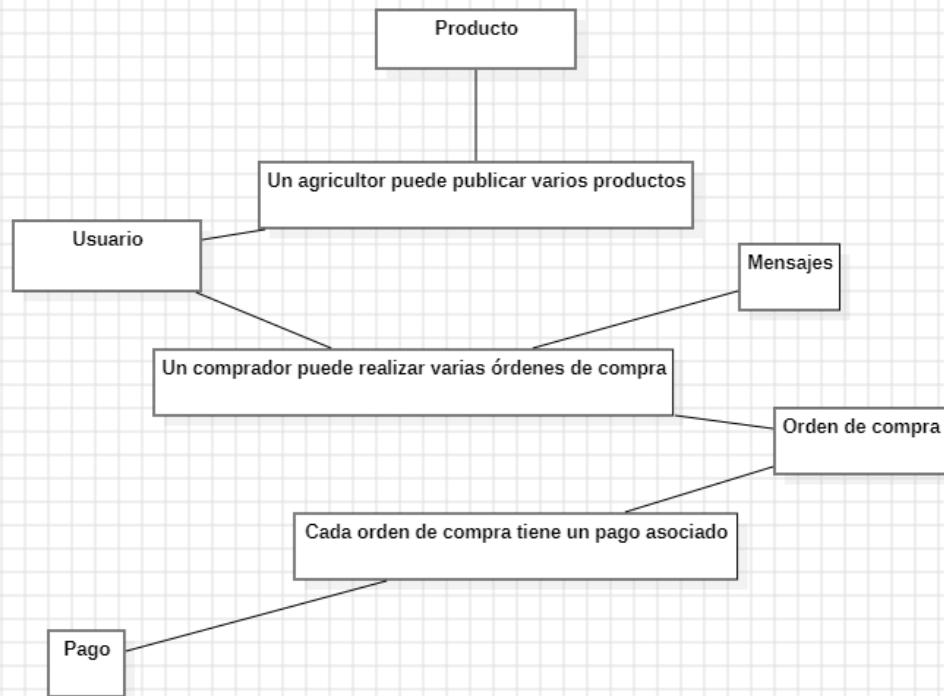 Producto
Un agricultor puede publicar varios productos
Usuario
Mensajes
Un comprador puede realizar varias órdenes de compra
Orden de compra
Cada orden de compra tiene un pago asociado
Pago